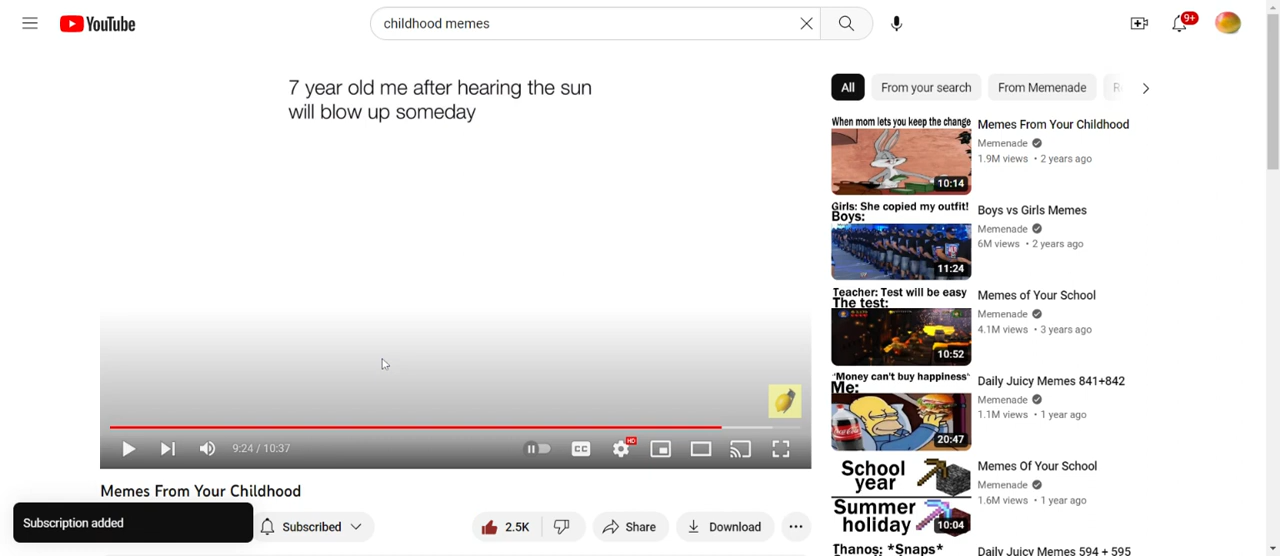 YouTube
childhood memes
9+
7 year old me after hearing the sun
will blow up someday
9:24 / 10:37
CC
HD
Memes From Your Childhood
Subscription added
Subscribed
2.5K
Share
Download
All
From your search
From Memenade
When mom lets you keep the change
10:14
Memes From Your Childhood
Memenade
1.9M views • 2 years ago
Girls: She copied my outfit!
Boys:
11:24
Boys vs Girls Memes
Memenade
6M views • 2 years ago
Teacher: Test will be easy
The test:
10:52
Memes of Your School
Memenade
4.1M views • 3 years ago
"Money can't buy happiness"
Me:
20:47
Daily Juicy Memes 841+842
Memenade
1.1M views • 1 year ago
School
year
Summer
holiday
10:04
Memes Of Your School
Memenade
1.6M views • 1 year ago
Thanos: *Snaps*
Daily Juicy Memes 594 + 595